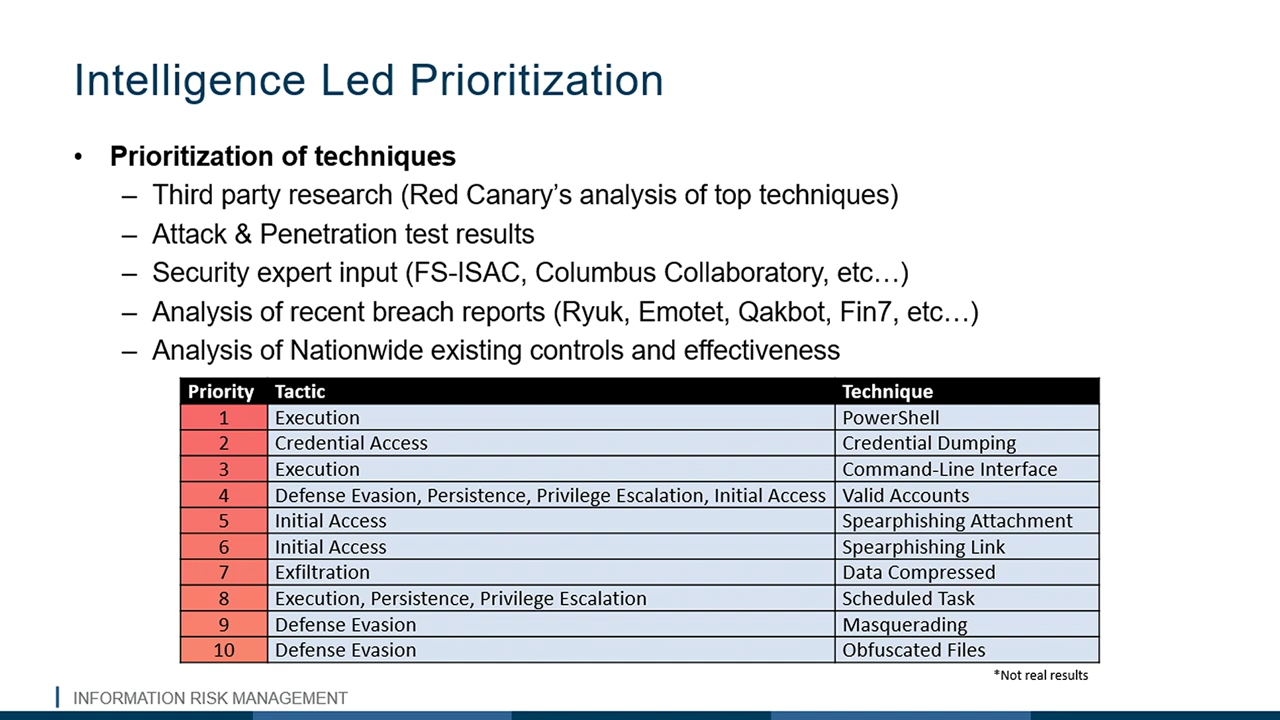 Intelligence Led Prioritization
• Prioritization of techniques
– Third party research (Red Canary’s analysis of top techniques)
– Attack & Penetration test results
– Security expert input (FS-ISAC, Columbus Collaboratory, etc…)
– Analysis of recent breach reports (Ryuk, Emotet, Qakbot, Fin7, etc…)
– Analysis of Nationwide existing controls and effectiveness
Priority Tactic Technique
1 Execution PowerShell
2 Credential Access Credential Dumping
3 Execution Command-Line Interface
4 Defense Evasion, Persistence, Privilege Escalation, Initial Access Valid Accounts
5 Initial Access Spearphishing Attachment
6 Initial Access Spearphishing Link
7 Exfiltration Data Compressed
8 Execution, Persistence, Privilege Escalation Scheduled Task
9 Defense Evasion Masquerading
10 Defense Evasion Obfuscated Files
*Not real results
INFORMATION RISK MANAGEMENT